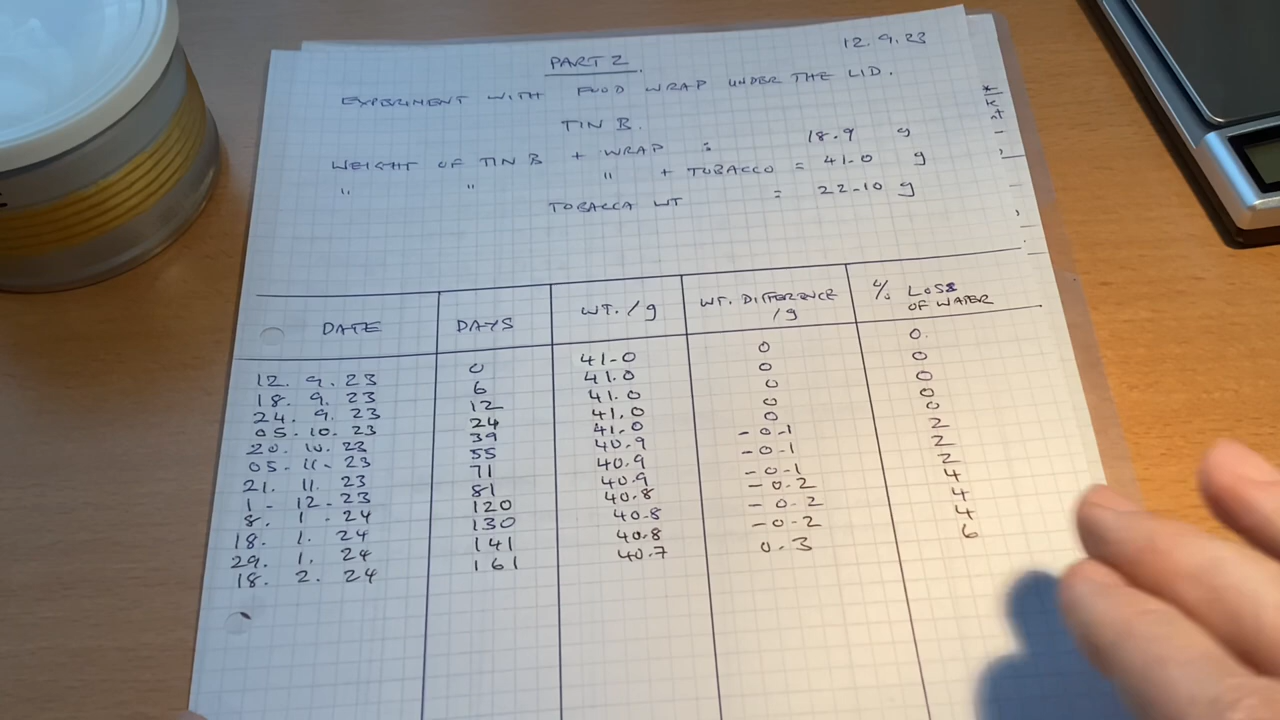 12.9.23
PART 2.
EXPERIMENT WITH FOOD WRAP UNDER THE LID.
TIN B.
WEIGHT OF TIN B + WRAP : 18.9 g
" " " + TOBACCO = 41.0 g
TOBACCA WT = 22.10 g
DATE DAYS WT. / g WT. DIFFERENCE / g % LOSS OF WATER
12. 9. 23 0 41.0 0 0.
18. 9. 23 6 41.0 0 0
24. 9. 23 12 41.0 0 0
05. 10. 23 24 41.0 0 0
20. 10. 23 39 41.0 0 0
05. 11. 23 55 40.9 -0.1 2
21. 11. 23 71 40.9 -0.1 2
1. 12. 23 81 40.9 -0.1 2
8. 1. 24 120 40.8 -0.2 4
18. 1. 24 130 40.8 -0.2 4
29. 1. 24 141 40.8 -0.2 4
18. 2. 24 161 40.7 0.3 6